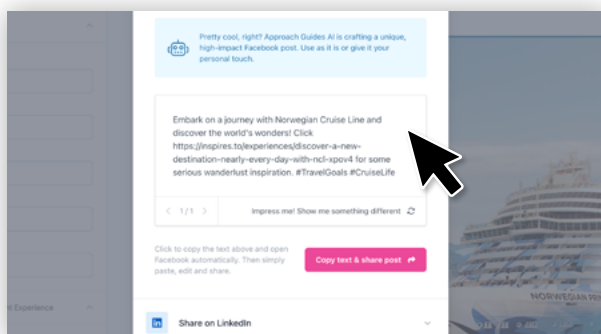 Pretty cool, right? Approach Guides AI is crafting a unique,
high-impact Facebook post. Use as it is or give it your
personal touch.
Embark on a journey with Norwegian Cruise Line and
discover the world's wonders! Click
https://inspires.to/experiences/discover-a-new-
destination-nearly-every-day-with-ncl-xpov4 for some
serious wanderlust inspiration. #TravelGoals #CruiseLife
1/1
Impress me! Show me something different
Click to copy the text above and open
Facebook automatically. Then simply
paste, edit and share.
Copy text & share post
NORWEGIAN
Experience
in
Share on LinkedIn